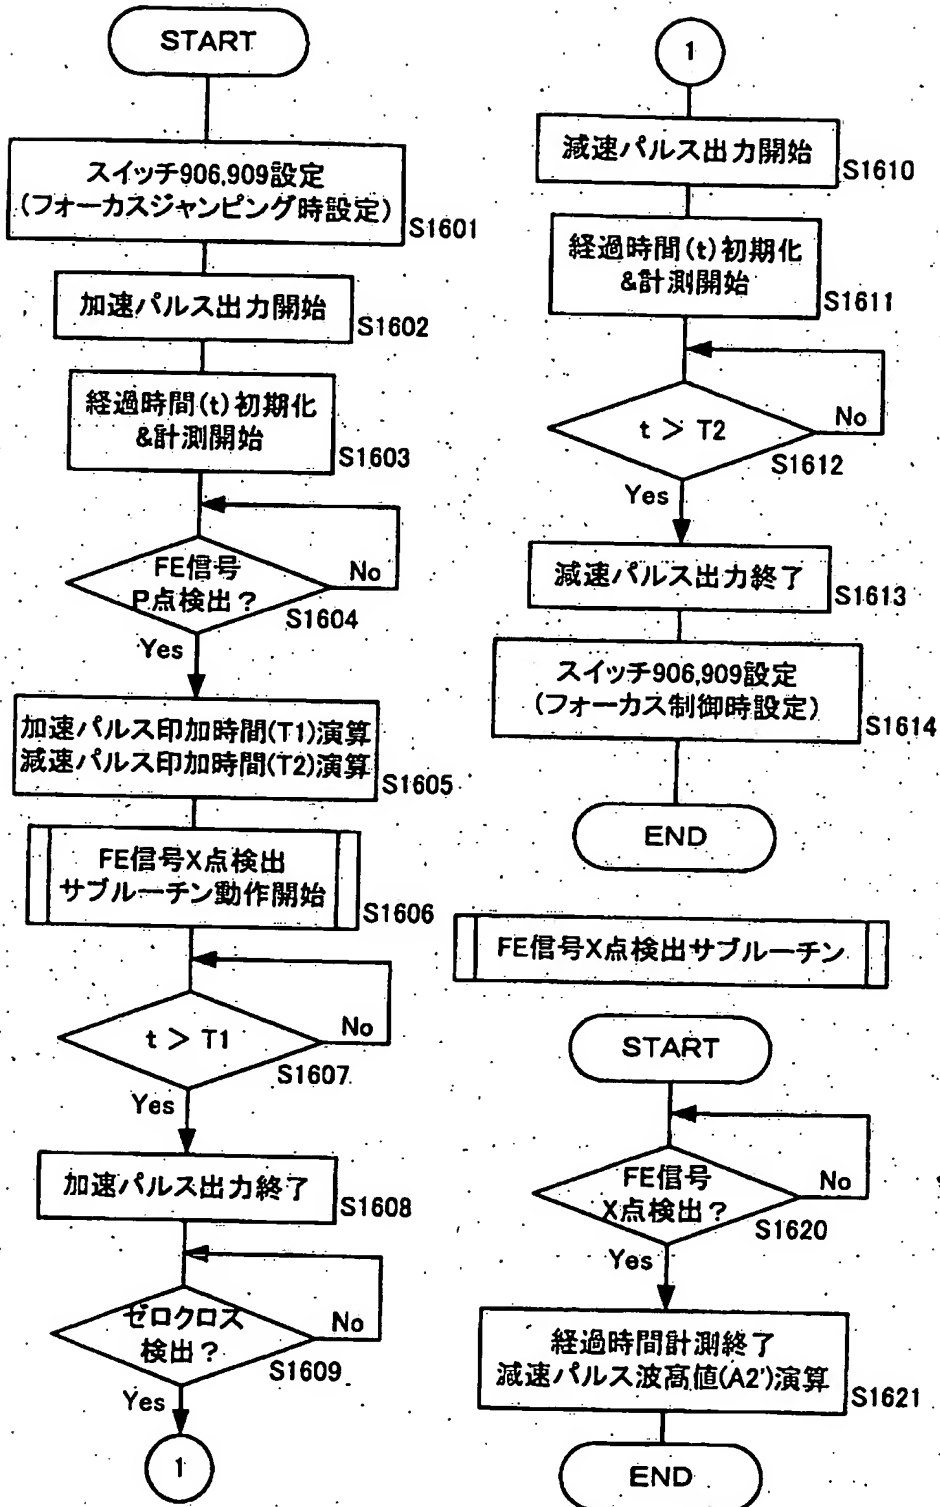 START
スイッチ906,909設定
(フォーカスジャンピング時設定)
S1601
加速パルス出力開始
S1602
経過時間(t)初期化
&計測開始
S1603
FE信号
P点検出?
No
S1604
Yes
加速パルス印加時間(T1)演算
減速パルス印加時間(T2)演算
S1605
FE信号X点検出
サブルーチン動作開始
S1606
t > T1
No
S1607
Yes
加速パルス出力終了
S1608
ゼロクロス
検出?
No
S1609
Yes
1
1
減速パルス出力開始
S1610
経過時間(t)初期化
&計測開始
S1611
t > T2
No
S1612
Yes
減速パルス出力終了
S1613
スイッチ906,909設定
(フォーカス制御時設定)
S1614
END
FE信号X点検出サブルーチン
START
FE信号
X点検出?
No
S1620
Yes
経過時間計測終了
減速パルス波高値(A2')演算
S1621
END